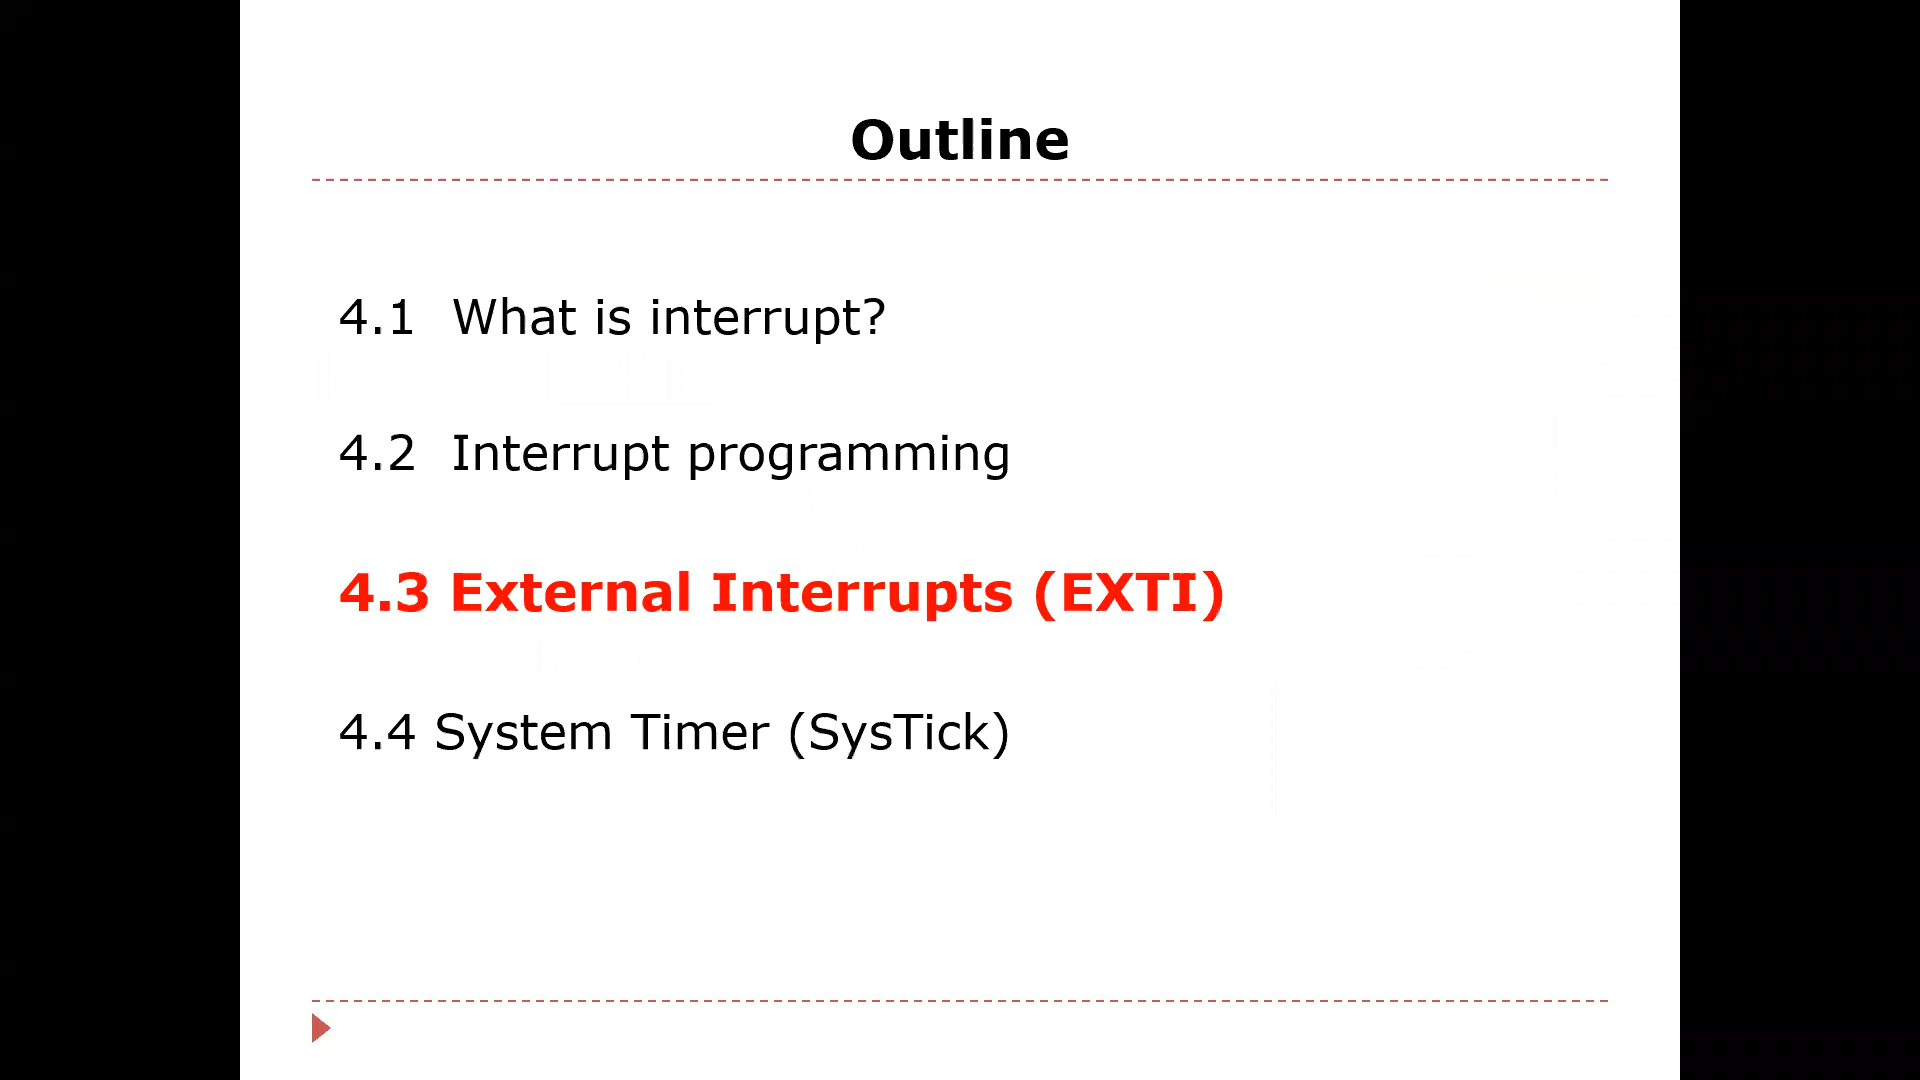 Outline
4.1 What is interrupt?
4.2 Interrupt programming
4.3 External Interrupts (EXTI)
4.4 System Timer (SysTick)